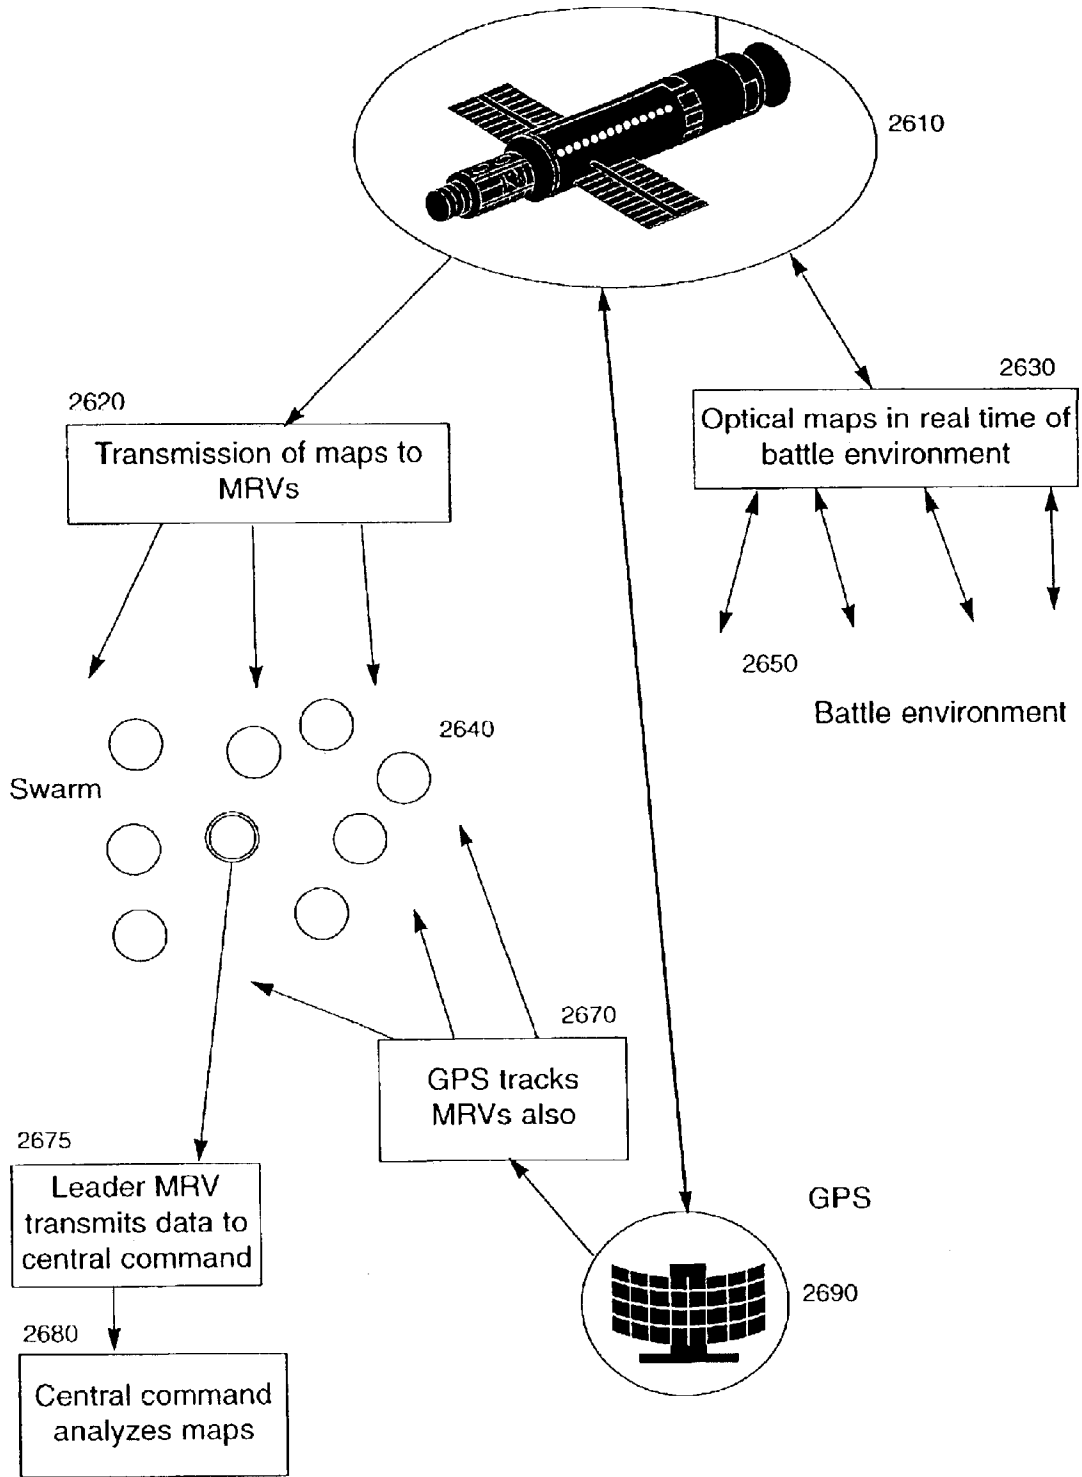 2610
2630
2620
Optical maps in real time of
battle environment
Transmission of maps to
MRVs
2650
Battle environment
2640
Swarm
2670
GPS tracks
MRVs also
2675
Leader MRV
transmits data to
central command
GPS
2690
2680
Central command
analyzes maps